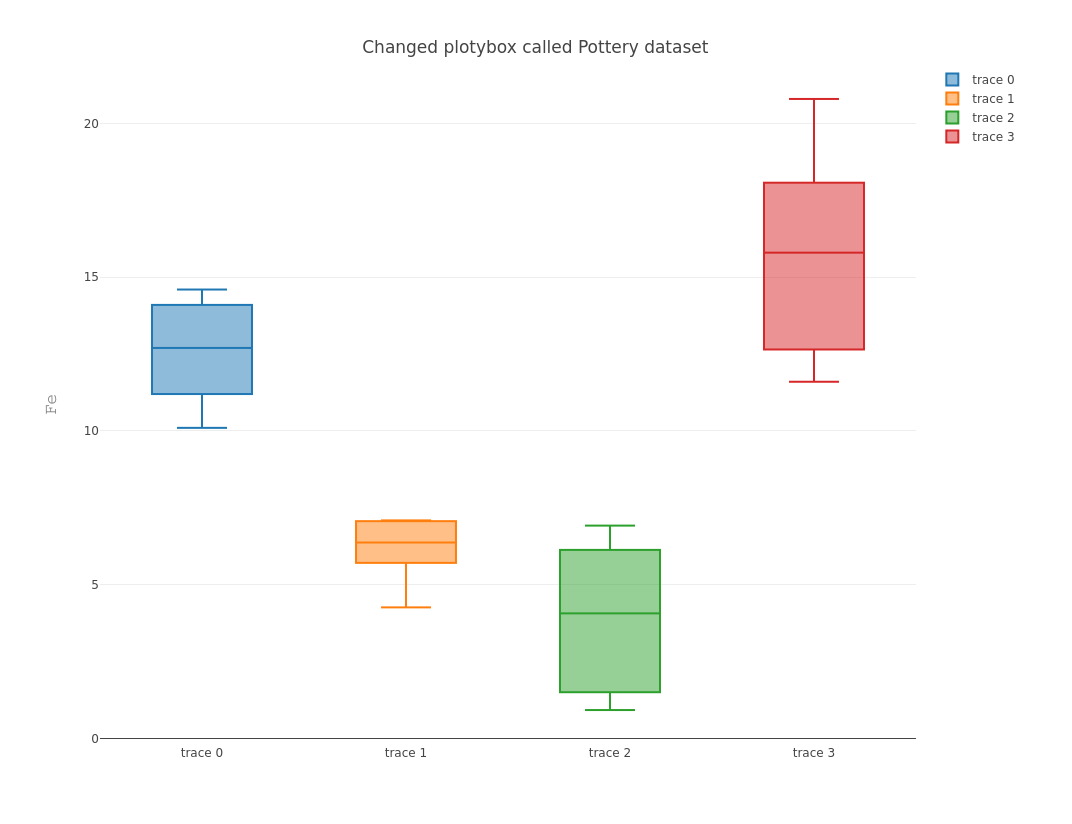 Changed plotybox called Pottery dataset
trace 0
trace 1
trace 2
trace 3
20
15
10
5
0
Fe
trace 0 trace 1 trace 2 trace 3